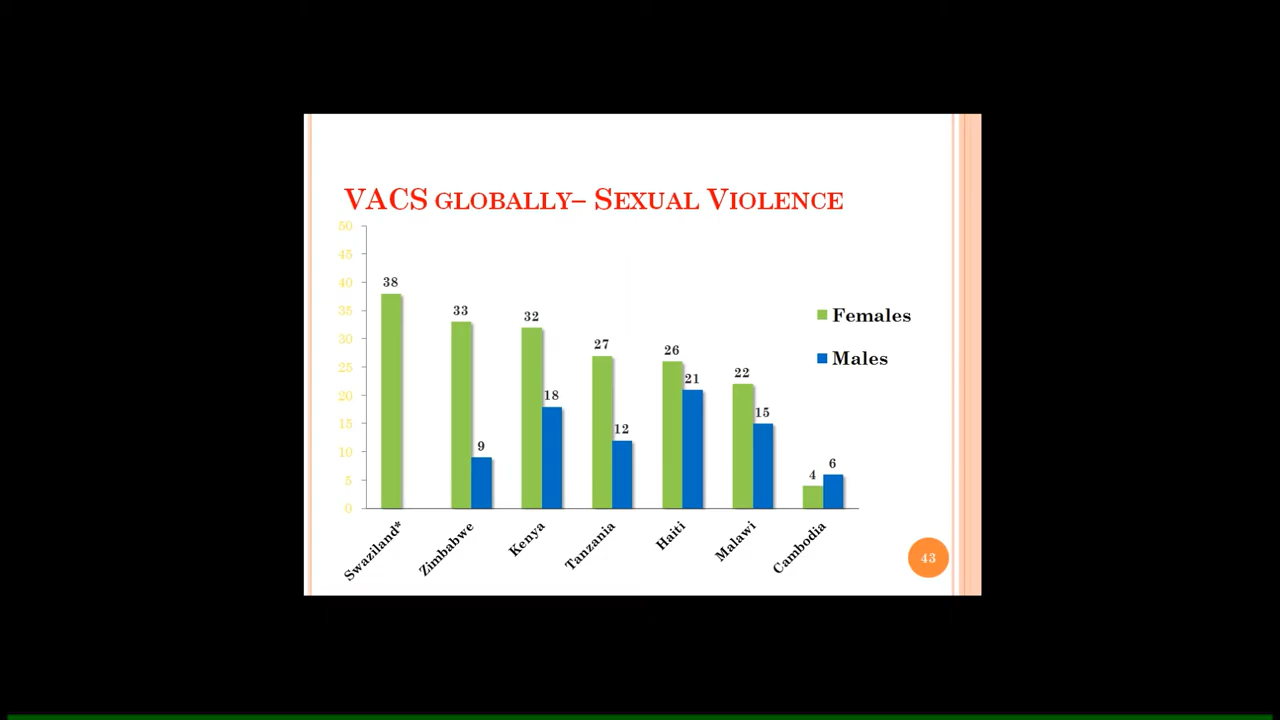 VACS GLOBALLY– SEXUAL VIOLENCE
50
45
40
35
30
25
20
15
10
5
0
38
33
9
32
18
27
12
26
21
22
15
4
6
Females
Males
Swaziland*
Zimbabwe
Kenya
Tanzania
Haiti
Malawi
Cambodia
43